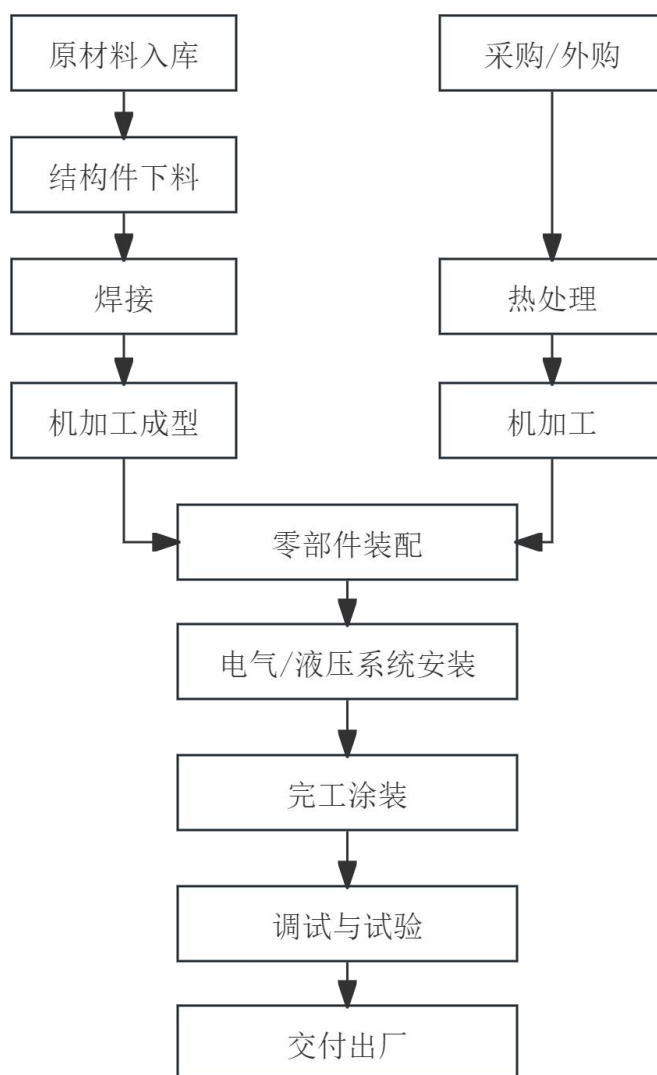 原材料入库
采购/外购
结构件下料
焊接
热处理
机加工成型
机加工
零部件装配
电气/液压系统安装
完工涂装
调试与试验
交付出厂